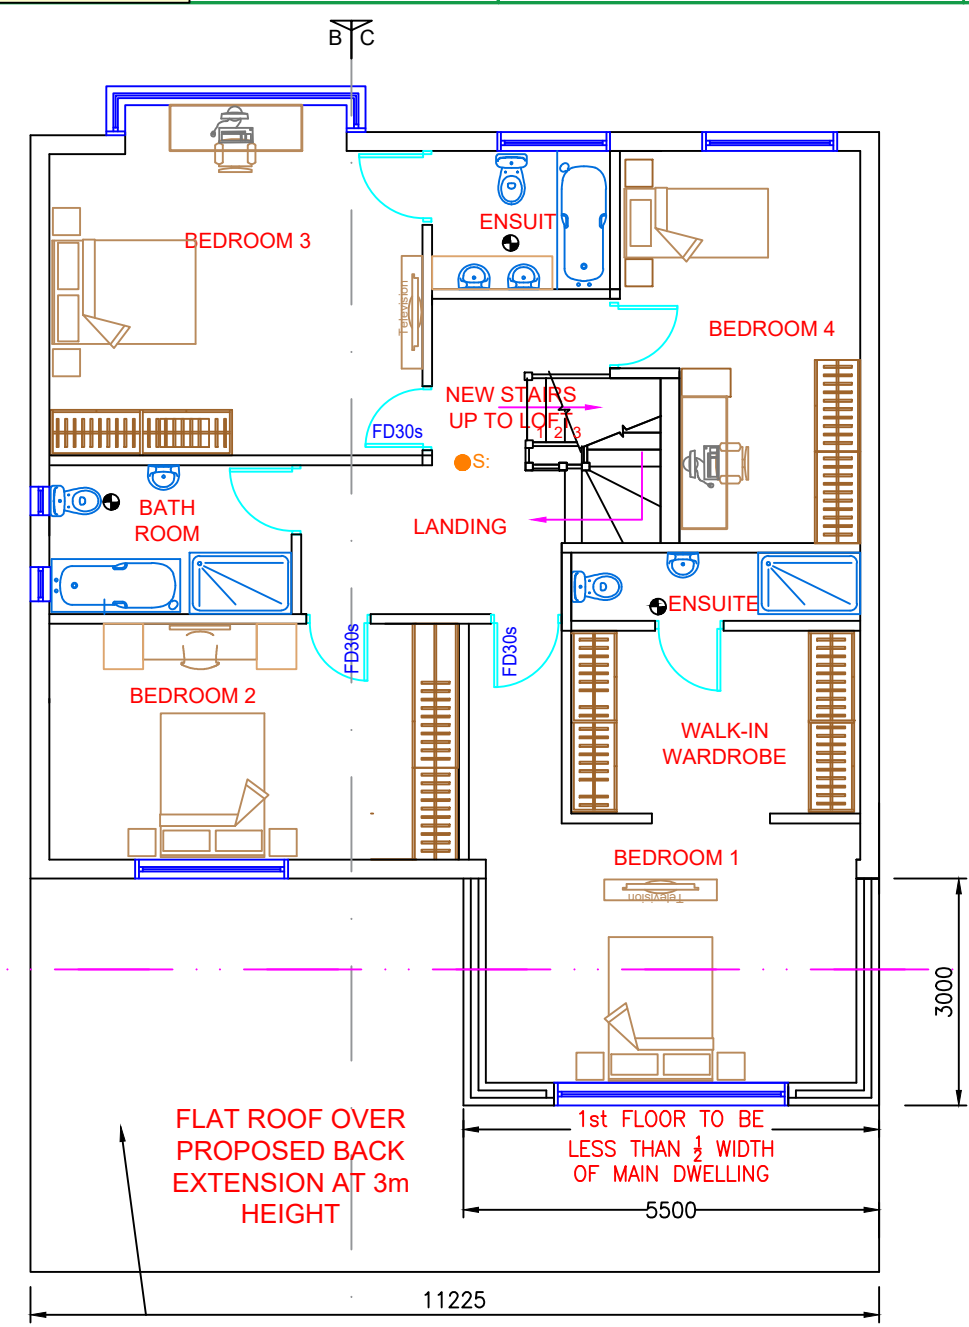 B C
BEDROOM 3
ENSUIT
Television
BEDROOM 4
NEW STAIRS
UP TO LOFT
1 2 3
FD30s
S:
BATH
ROOM
LANDING
ENSUITE
FD30s
FD30s
BEDROOM 2
WALK-IN
WARDROBE
BEDROOM 1
Television
3000
FLAT ROOF OVER
PROPOSED BACK
EXTENSION AT 3m
HEIGHT
1st FLOOR TO BE
LESS THAN ½ WIDTH
OF MAIN DWELLING
5500
11225